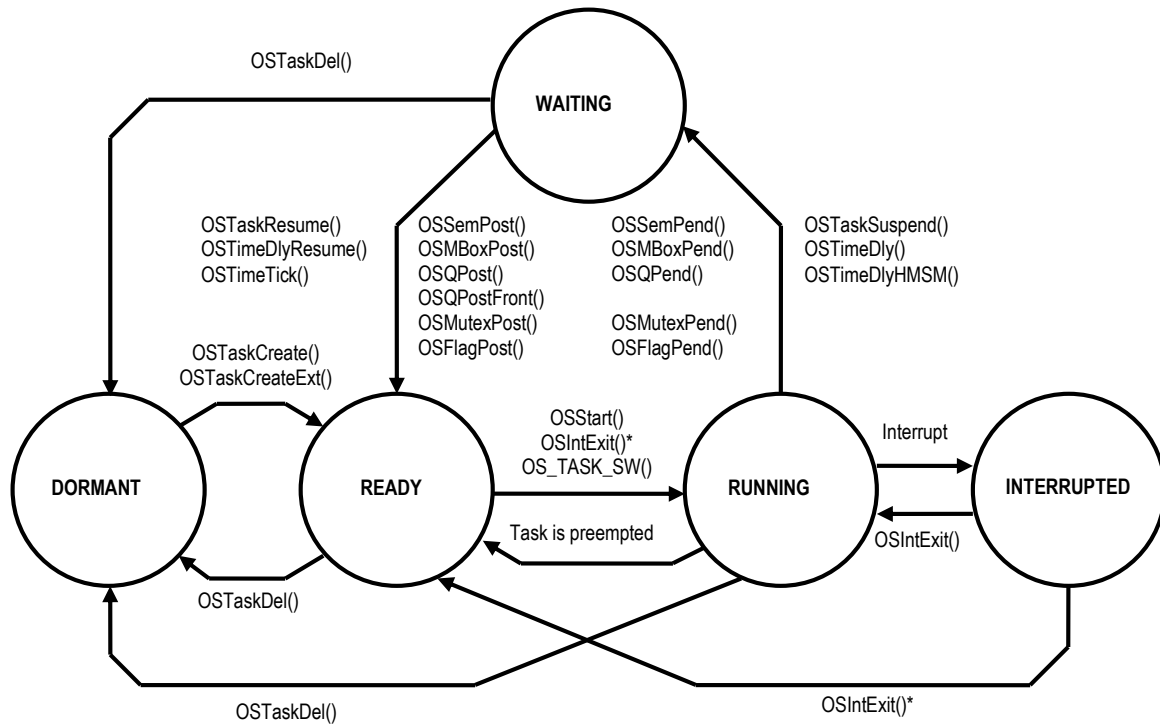 OSTaskDel()
WAITING
OSTaskResume()
OSTimeDlyResume()
OSTimeTick()
OSSemPost()
OSMBoxPost()
OSQPost()
OSQPostFront()
OSMutexPost()
OSFlagPost()
OSSemPend()
OSMBoxPend()
OSQPend()
OSMutexPend()
OSFlagPend()
OSTaskSuspend()
OSTimeDly()
OSTimeDlyHMSM()
OSTaskCreate()
OSTaskCreateExt()
OSStart()
OSIntExit()*
OS_TASK_SW()
Interrupt
DORMANT
READY
RUNNING
INTERRUPTED
Task is preempted
OSIntExit()
OSTaskDel()
OSTaskDel()
OSIntExit()*